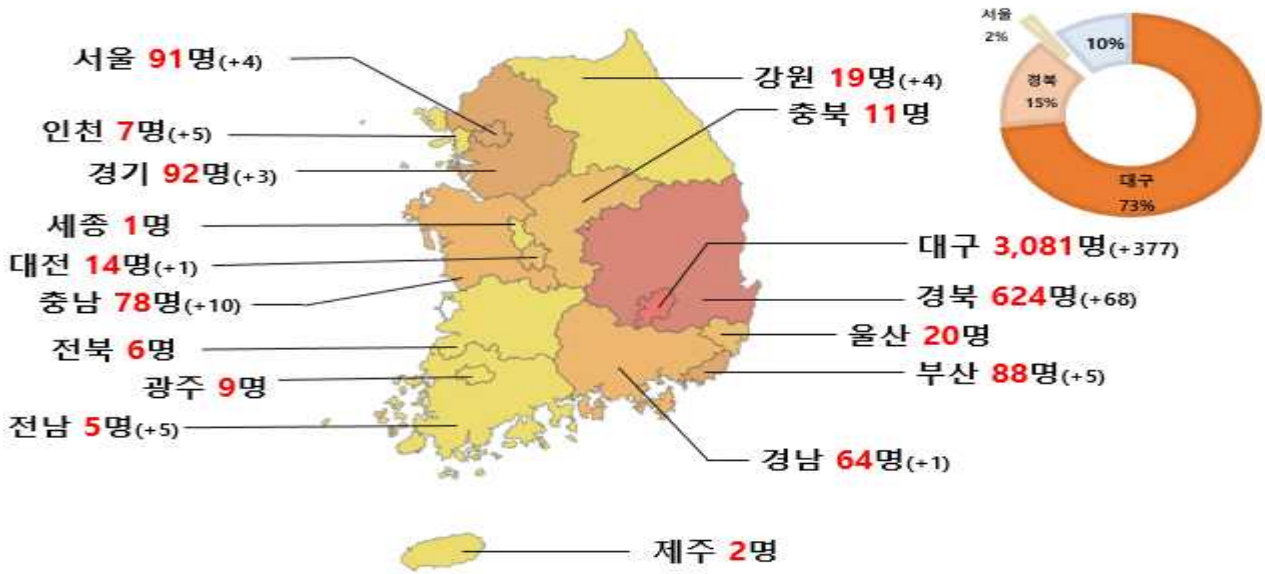 서울 91명(+4)
인천 7명(+5)
경기 92명(+3)
세종 1명
대전 14명(+1)
충남 78명(+10)
전북 6명
광주 9명
전남 5명(+5)
강원 19명(+4)
충북 11명
대구 3,081명(+377)
경북 624명(+68)
울산 20명
부산 88명(+5)
경남 64명(+1)
제주 2명
서울
2%
10%
경북
15%
대구
73%